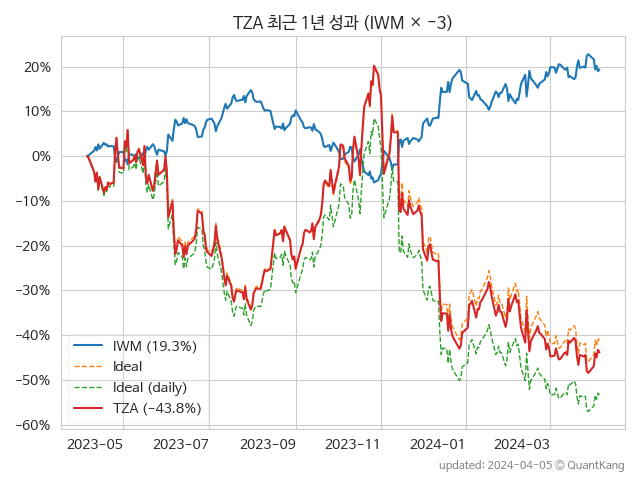 TZA 최근 1년 성과 (IWM × −3)
20%
10%
0%
−10%
−20%
−30%
−40%
−50%
−60%
IWM (19.3%)
Ideal
Ideal (daily)
TZA (−43.8%)
2023-05
2023-07
2023-09
2023-11
2024-01
2024-03
updated: 2024-04-05 © QuantKang